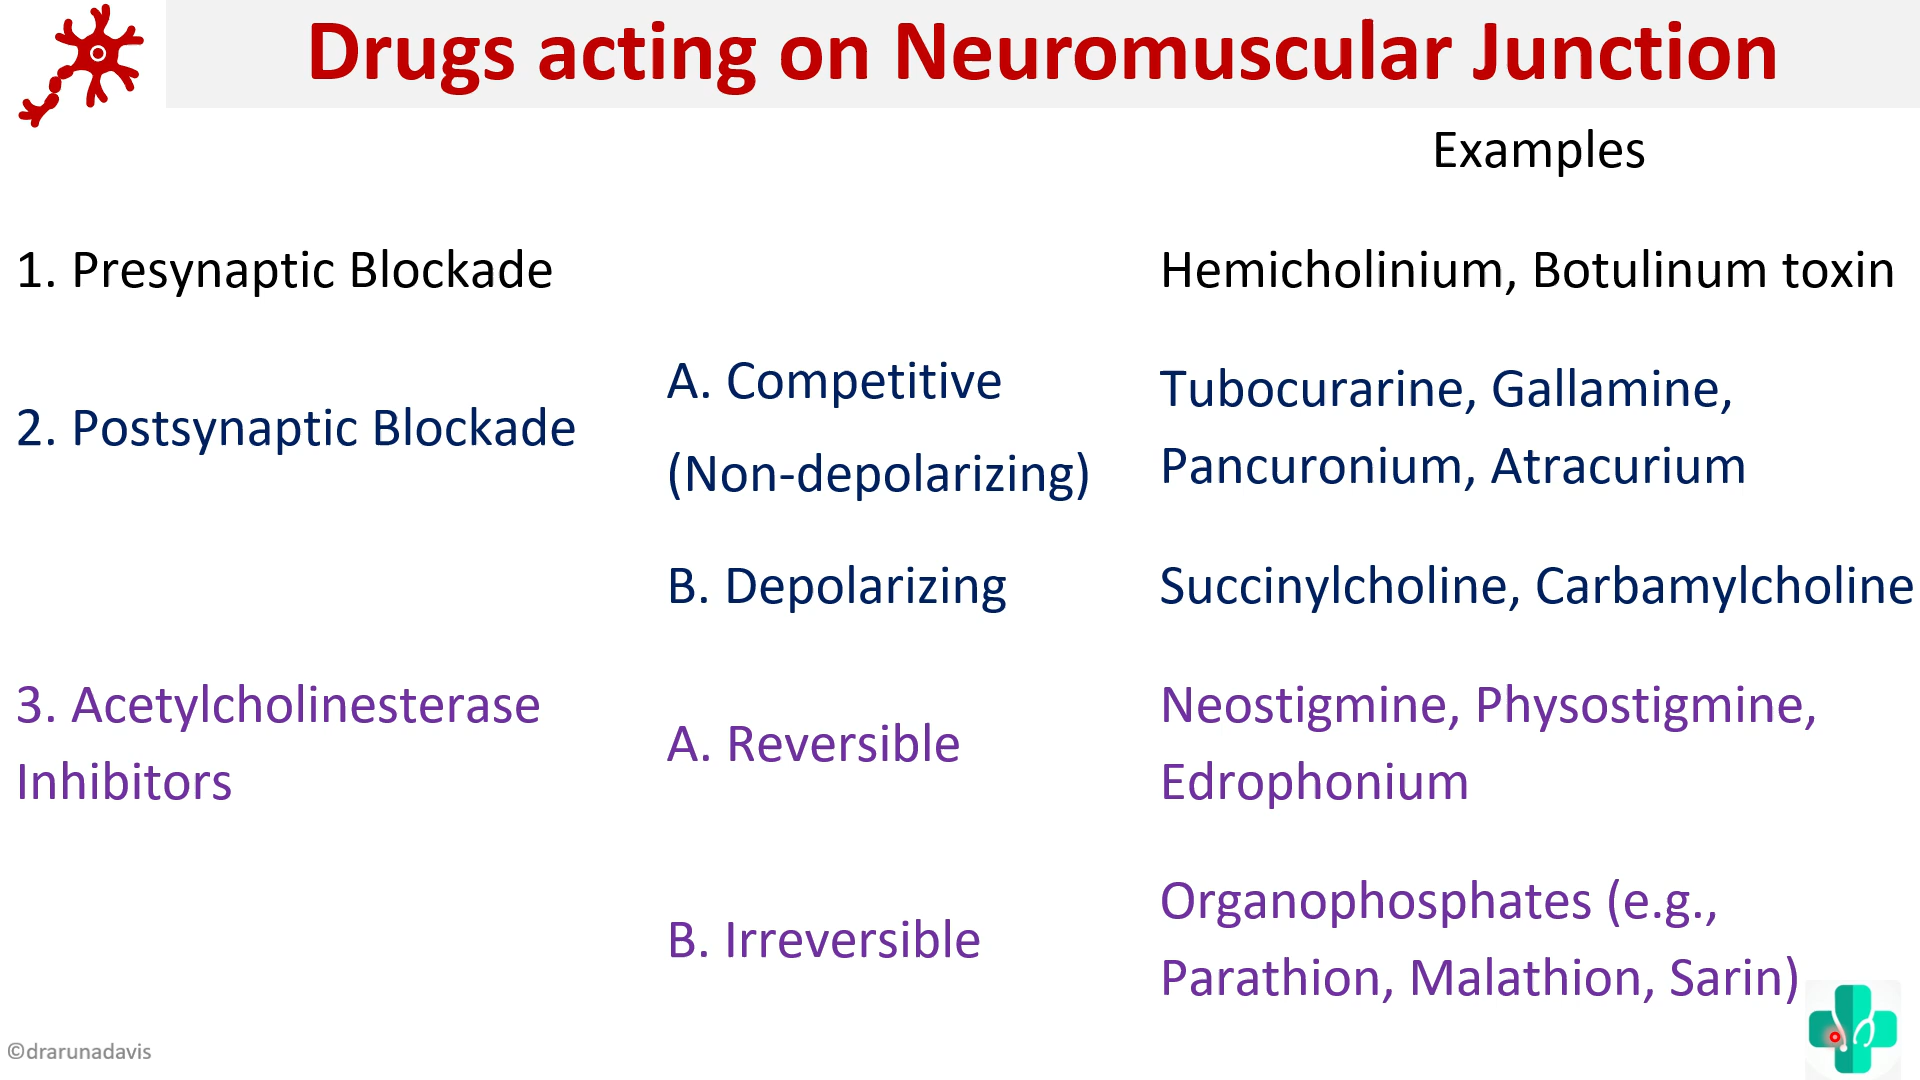 Drugs acting on Neuromuscular Junction
Examples
1. Presynaptic Blockade
Hemicholinium, Botulinum toxin
2. Postsynaptic Blockade
A. Competitive
(Non-depolarizing)
Tubocurarine, Gallamine,
Pancuronium, Atracurium
B. Depolarizing
Succinylcholine, Carbamylcholine
3. Acetylcholinesterase
Inhibitors
A. Reversible
Neostigmine, Physostigmine,
Edrophonium
B. Irreversible
Organophosphates (e.g.,
Parathion, Malathion, Sarin)
©drarunadavis